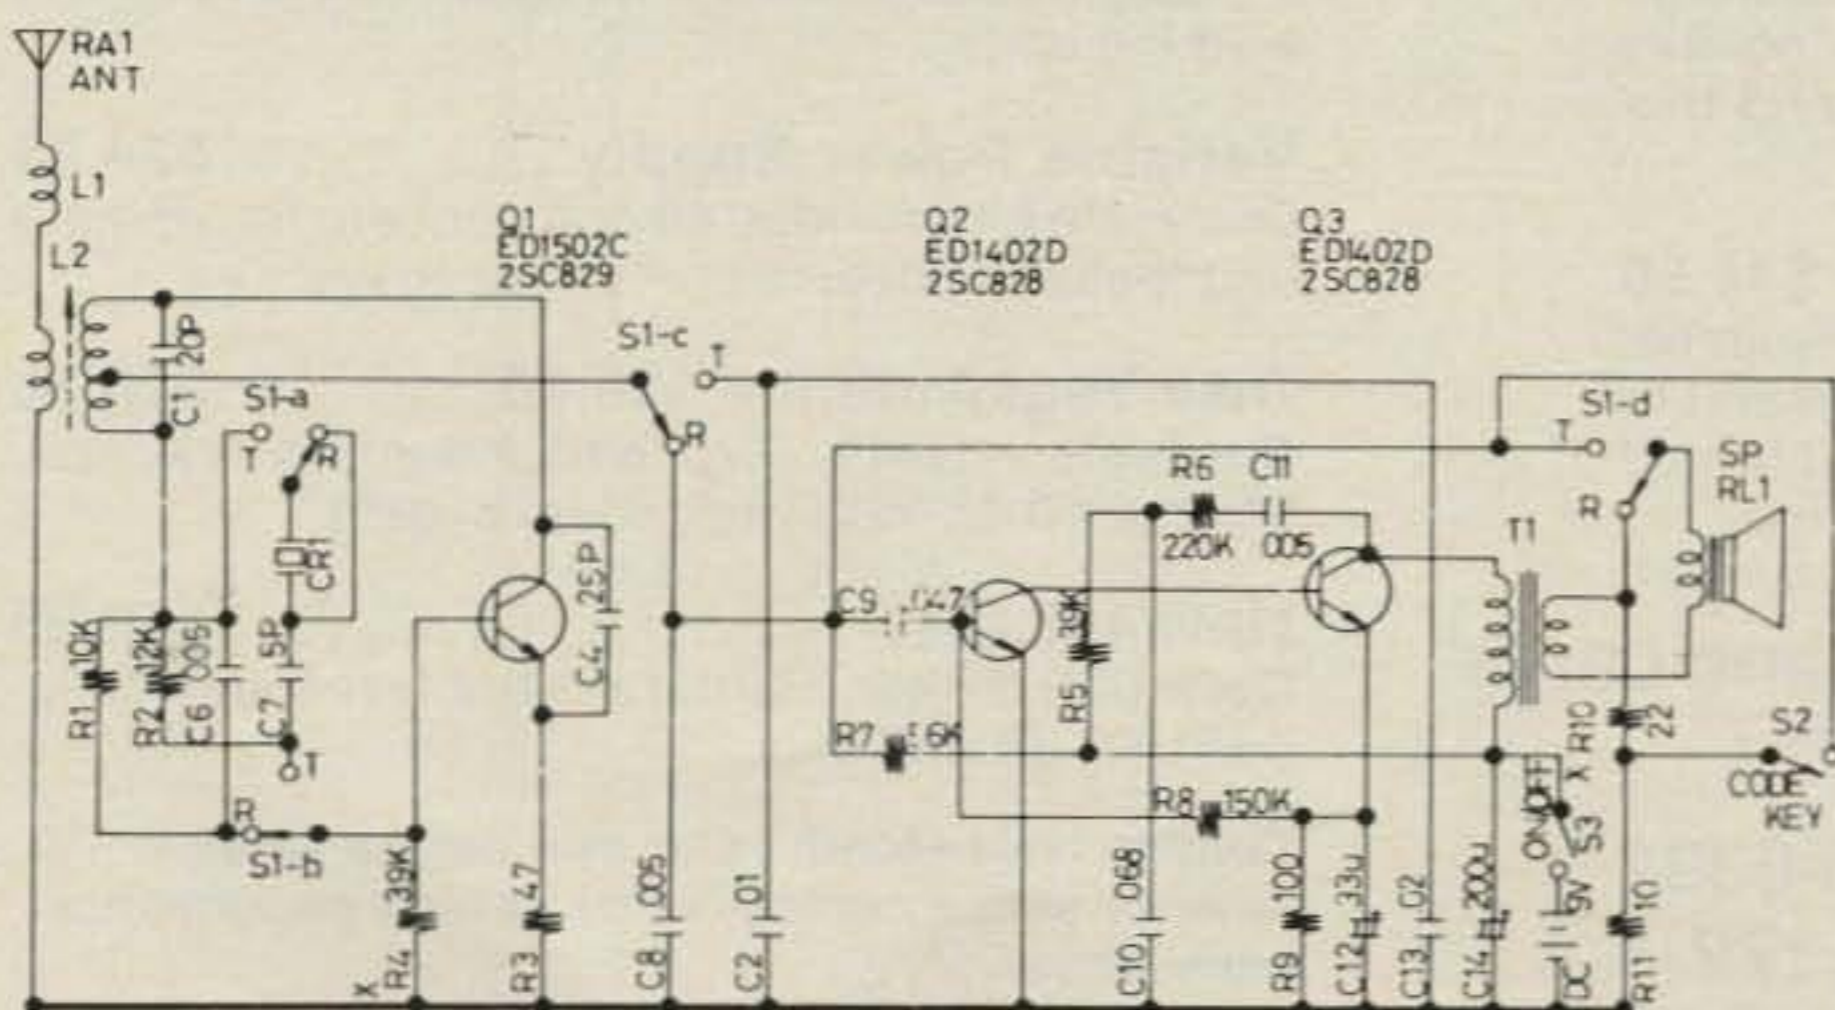 RA1
ANT
L1
L2
Q1
ED1502C
2SC829
Q2
ED1402D
2SC828
Q3
ED1402D
2SC828
20P
C1
S1-a
T
R
CR1
S1-c
T
R
S1-d
T
R
SP
RL1
R6
C11
220K
005
T1
25P
C4
C9
047
39K
R5
10K
R1
12K
R2
005
C6
5P
C7
T
R
S1-b
R7
56K
R8
150K
R10
22
X
S2
CODE
KEY
ON/OFF
S3
39K
X
R4
47
R3
005
C8
01
C2
068
C10
100
R9
33u
C12
02
C13
200u
C14
9V
DC
10
R11